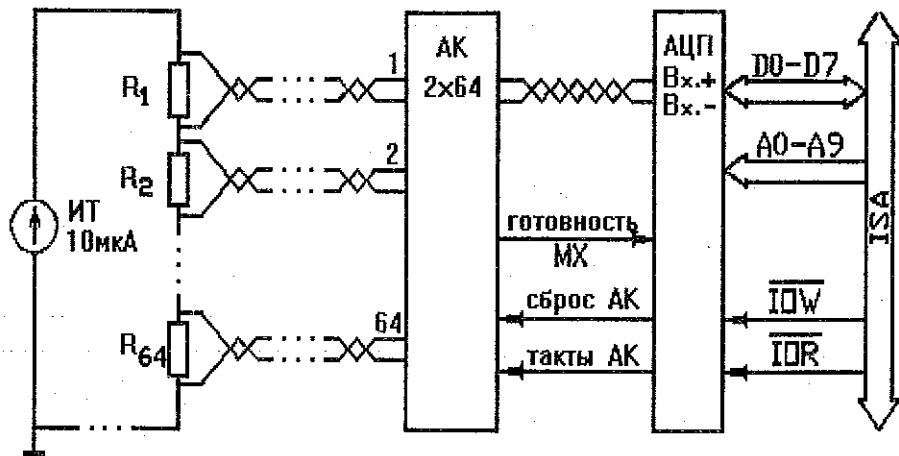 R1
R2
R64
ИТ
10мкА
1
2
64
АК
2х64
готовность
МХ
сброс АК
такты АК
АЦП
Вх.+
Вх.-
D0-D7
A0-A9
IOW
IOR
ISA